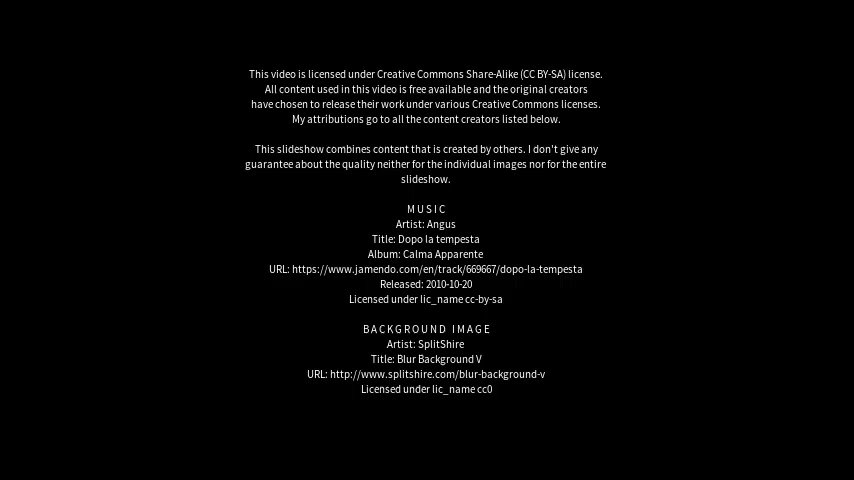 This video is licensed under Creative Commons Share-Alike (CC BY-SA) license.
All content used in this video is free available and the original creators
have chosen to release their work under various Creative Commons licenses.
My attributions go to all the content creators listed below.
This slideshow combines content that is created by others. I don't give any
guarantee about the quality neither for the individual images nor for the entire
slideshow.
MUSIC
Artist: Angus
Title: Dopo la tempesta
Album: Calma Apparente
URL: https://www.jamendo.com/en/track/669667/dopo-la-tempesta
Released: 2010-10-20
Licensed under lic_name cc-by-sa
BACKGROUND IMAGE
Artist: SplitShire
Title: Blur Background V
URL: http://www.splitshire.com/blur-background-v
Licensed under lic_name cc0